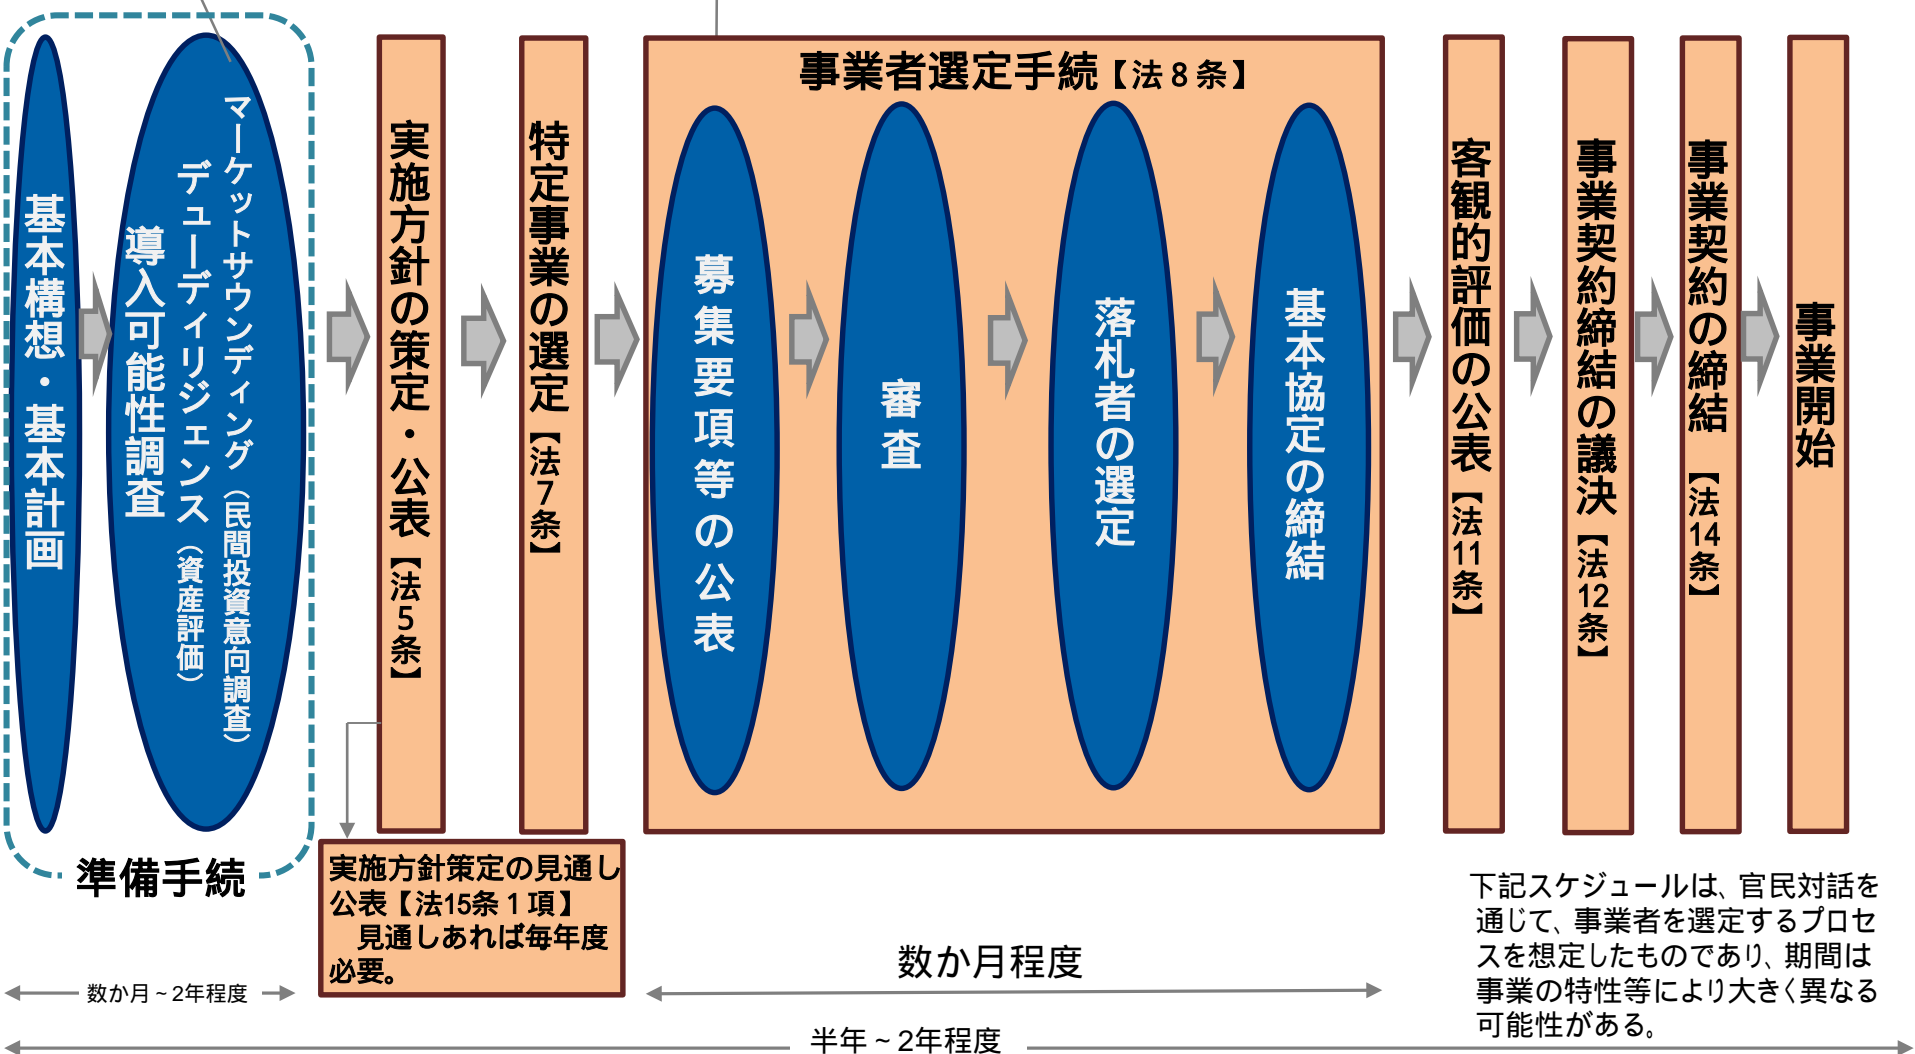 基本構想・基本計画
マーケットサウンディング（民間投資意向調査）
デューディリジェンス（資産評価）
導入可能性調査
準備手続
実施方針の策定・公表【法5条】
特定事業の選定【法7条】
事業者選定手続【法8条】
募集要項等の公表
審査
落札者の選定
基本協定の締結
客観的評価の公表【法11条】
事業契約締結の議決【法12条】
事業契約の締結【法14条】
事業開始
実施方針策定の見通し
公表【法15条1項】
見通しあれば毎年度
必要。
数か月～2年程度
数か月程度
半年～2年程度
下記スケジュールは、官民対話を
通じて、事業者を選定するプロセ
スを想定したものであり、期間は
事業の特性等により大きく異なる
可能性がある。